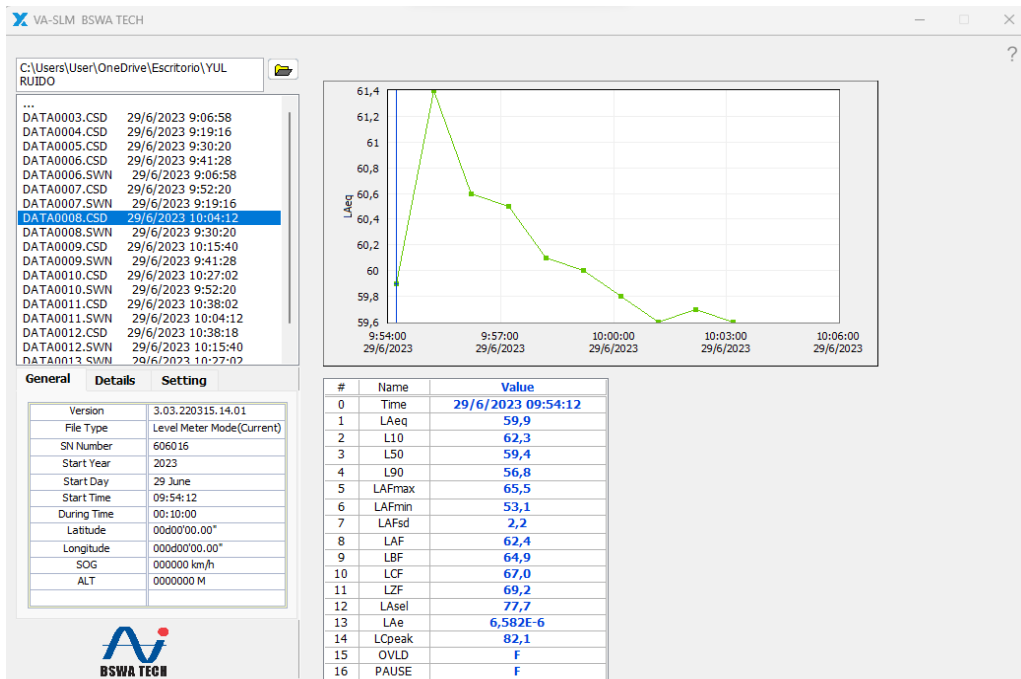 VA-SLM BSWA TECH
?
C:\Users\User\OneDrive\Escritorio\YUL
RUIDO
...
DATA0003.CSD 29/6/2023 9:06:58
DATA0004.CSD 29/6/2023 9:19:16
DATA0005.CSD 29/6/2023 9:30:20
DATA0006.CSD 29/6/2023 9:41:28
DATA0006.SWN 29/6/2023 9:06:58
DATA0007.CSD 29/6/2023 9:52:20
DATA0007.SWN 29/6/2023 9:19:16
DATA0008.CSD 29/6/2023 10:04:12
DATA0008.SWN 29/6/2023 9:30:20
DATA0009.CSD 29/6/2023 10:15:40
DATA0009.SWN 29/6/2023 9:41:28
DATA0010.CSD 29/6/2023 10:27:02
DATA0010.SWN 29/6/2023 9:52:20
DATA0011.CSD 29/6/2023 10:38:02
DATA0011.SWN 29/6/2023 10:04:12
DATA0012.CSD 29/6/2023 10:38:18
DATA0012.SWN 29/6/2023 10:15:40
DATA0013.SWN 29/6/2023 10:27:02
General Details Setting
Version 3.03.220315.14.01
File Type Level Meter Mode(Current)
SN Number 606016
Start Year 2023
Start Day 29 June
Start Time 09:54:12
During Time 00:10:00
Latitude 00d00'00.00"
Longitude 000d00'00.00"
SOG 000000 km/h
ALT 0000000 M
BSWA TECH
LAeq
61,4
61,2
61
60,8
60,6
60,4
60,2
60
59,8
59,6
9:54:00 9:57:00 10:00:00 10:03:00 10:06:00
29/6/2023 29/6/2023 29/6/2023 29/6/2023 29/6/2023
# Name Value
0 Time 29/6/2023 09:54:12
1 LAeq 59,9
2 L10 62,3
3 L50 59,4
4 L90 56,8
5 LAFmax 65,5
6 LAFmin 53,1
7 LAFsd 2,2
8 LAF 62,4
9 LBF 64,9
10 LCF 67,0
11 LZF 69,2
12 LAsel 77,7
13 LAe 6,582E-6
14 LCpeak 82,1
15 OVLD F
16 PAUSE F